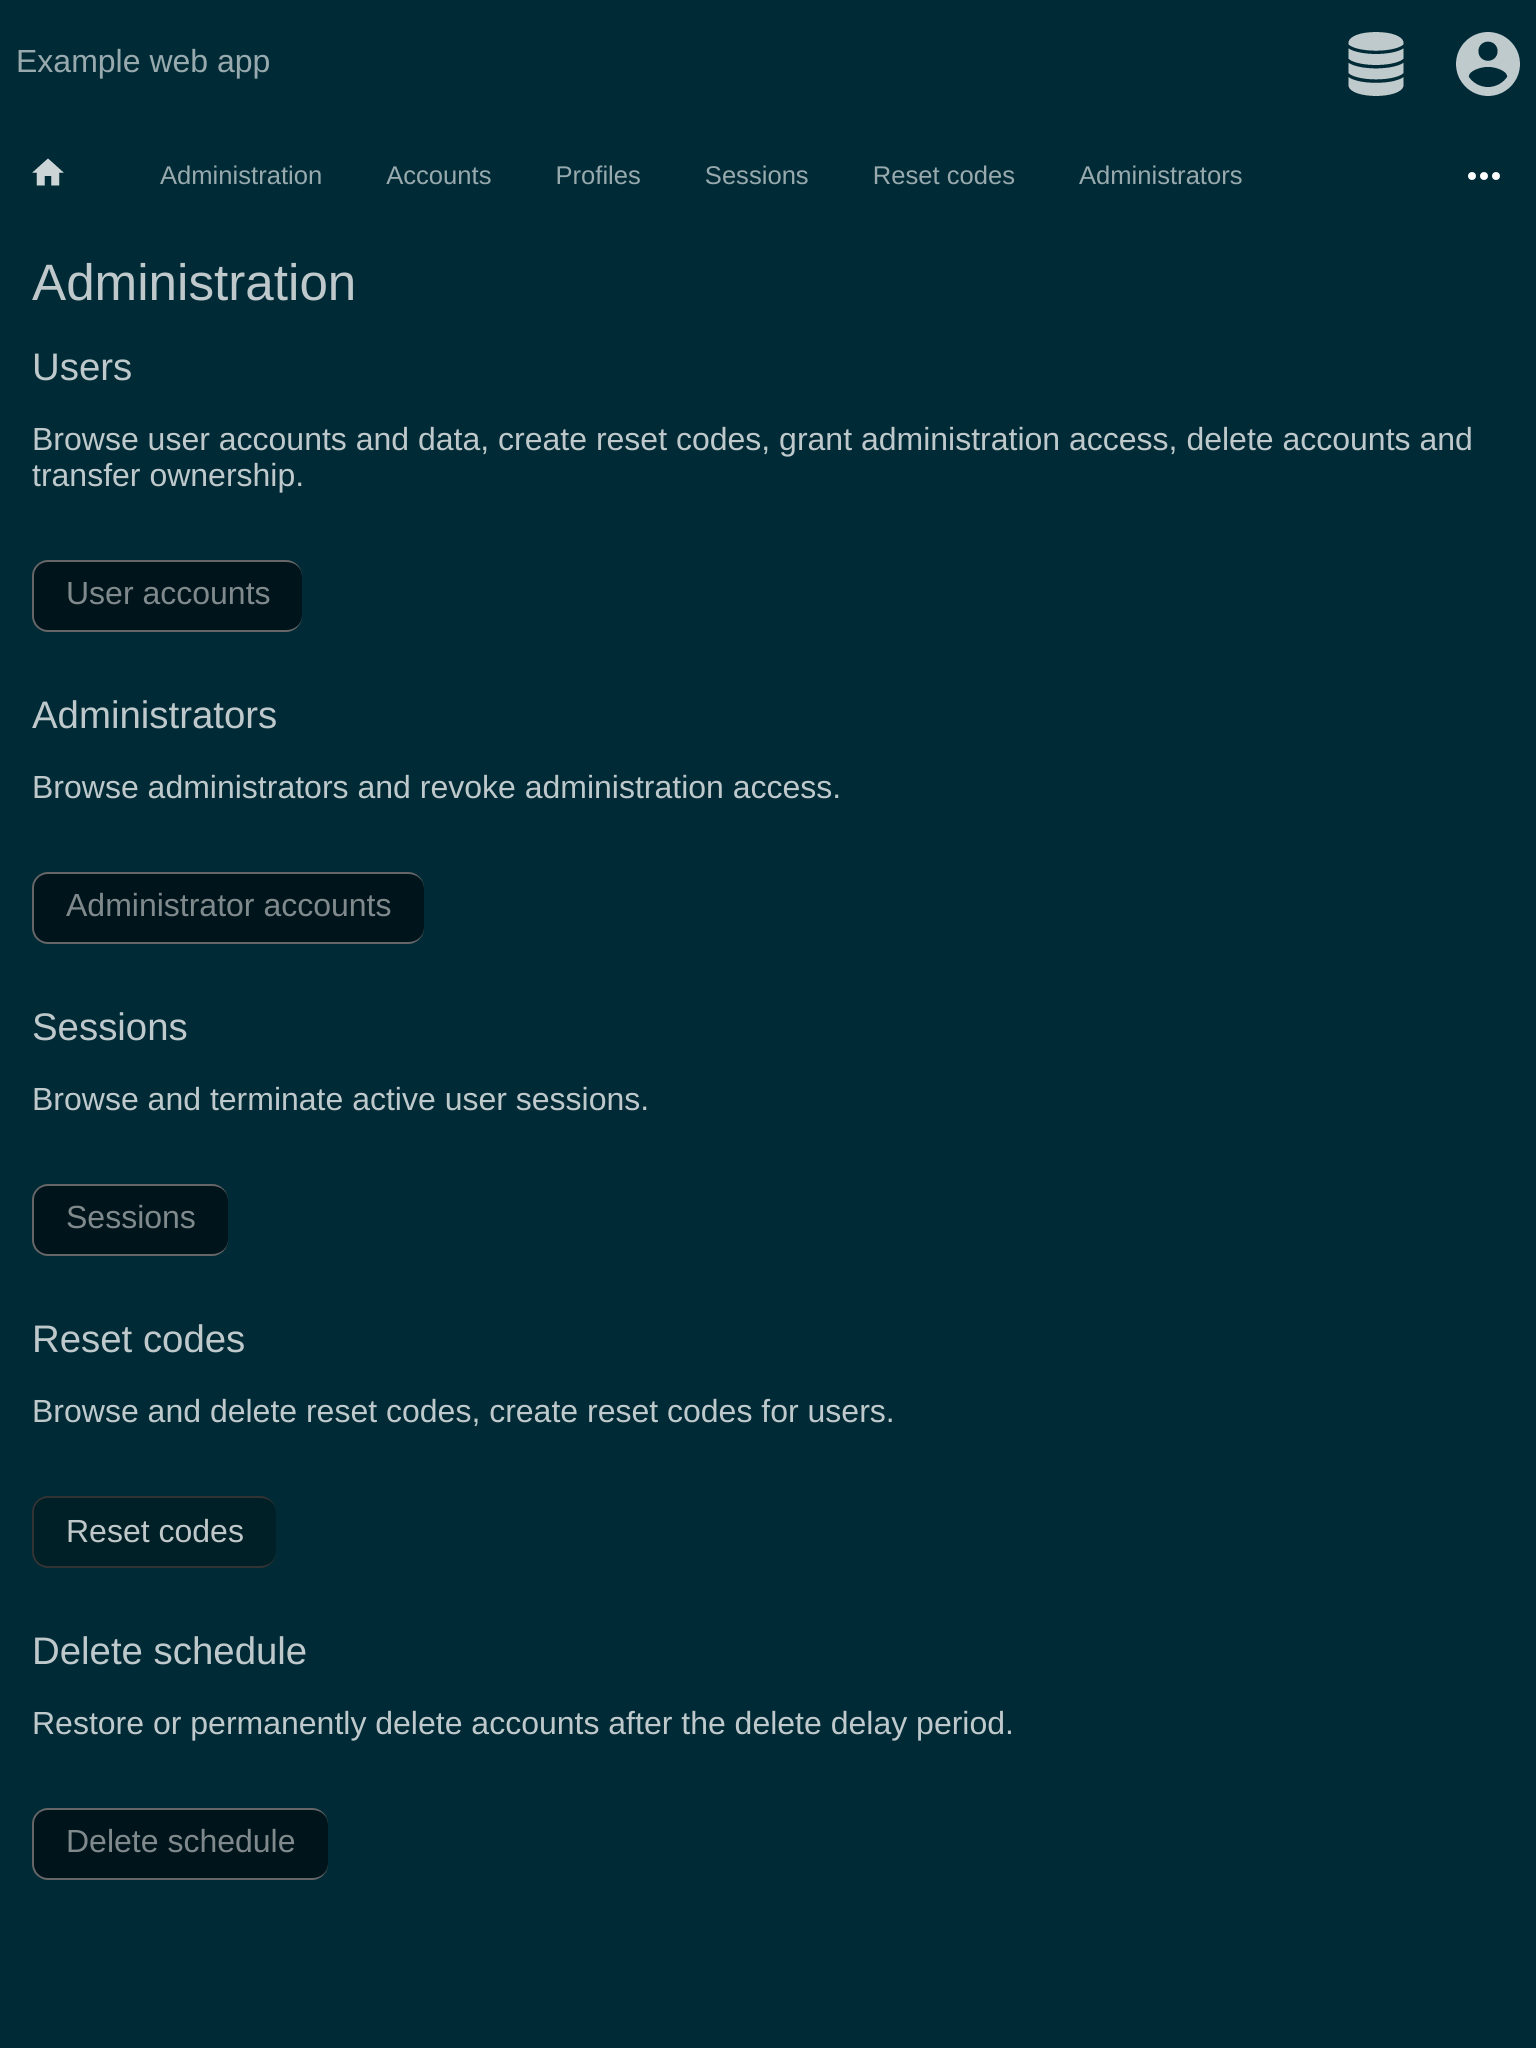 Example web app
Administration Accounts Profiles Sessions Reset codes Administrators
Administration
Users
Browse user accounts and data, create reset codes, grant administration access, delete accounts and
transfer ownership.
User accounts
Administrators
Browse administrators and revoke administration access.
Administrator accounts
Sessions
Browse and terminate active user sessions.
Sessions
Reset codes
Browse and delete reset codes, create reset codes for users.
Reset codes
Delete schedule
Restore or permanently delete accounts after the delete delay period.
Delete schedule